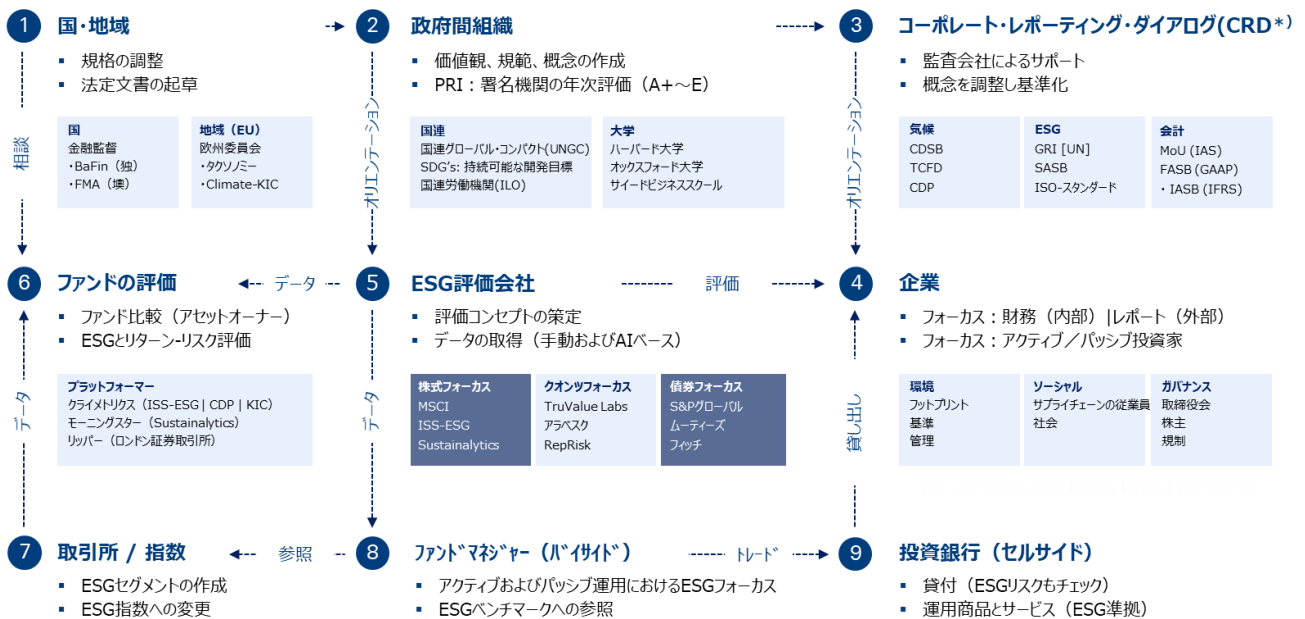 1 国・地域
▪ 規格の調整
▪ 法定文書の起草
国
金融監督
・BaFin（独）
・FMA（墺）
地域（EU）
欧州委員会
・タクソノミー
・Climate-KIC
2 政府間組織
▪ 価値観、規範、概念の作成
▪ PRI：署名機関の年次評価（A+～E）
国連
国連グローバル・コンパクト(UNGC)
SDG's: 持続可能な開発目標
国連労働機関(ILO)
大学
ハーバード大学
オックスフォード大学
サイードビジネススクール
3 コーポレート・レポーティング・ダイアログ(CRD*)
▪ 監査会社によるサポート
▪ 概念を調整し基準化
気候
CDSB
TCFD
CDP
ESG
GRI [UN]
SASB
ISO-スタンダード
会計
MoU (IAS)
FASB (GAAP)
・IASB (IFRS)
相談
オリエンテーション
オリエンテーション
6 ファンドの評価
▪ ファンド比較（アセットオーナー）
▪ ESGとリターン-リスク評価
プラットフォーマー
クライメトリクス（ISS-ESG | CDP | KIC）
モーニングスター（Sustainalytics）
リッパー（ロンドン証券取引所）
データ
5 ESG評価会社
▪ 評価コンセプトの策定
▪ データの取得（手動およびAIベース）
株式フォーカス
MSCI
ISS-ESG
Sustainalytics
クオンツフォーカス
TruValue Labs
アラベスク
RepRisk
債券フォーカス
S&Pグローバル
ムーディーズ
フィッチ
評価
4 企業
▪ フォーカス：財務（内部）|レポート（外部）
▪ フォーカス：アクティブ／パッシブ投資家
環境
フットプリント
基準
管理
ソーシャル
サプライチェーンの従業員
社会
ガバナンス
取締役会
株主
規制
データ
データ
貸し出し
7 取引所 / 指数
▪ ESGセグメントの作成
▪ ESG指数への変更
参照
8 ﾌｧﾝﾄﾞﾏﾈｼﾞｬｰ（ﾊﾞｲｻｲﾄﾞ）
▪ アクティブおよびパッシブ運用におけるESGフォーカス
▪ ESGベンチマークへの参照
ﾄﾚｰﾄﾞ
9 投資銀行（セルサイド）
▪ 貸付（ESGリスクもチェック）
▪ 運用商品とサービス（ESG準拠）